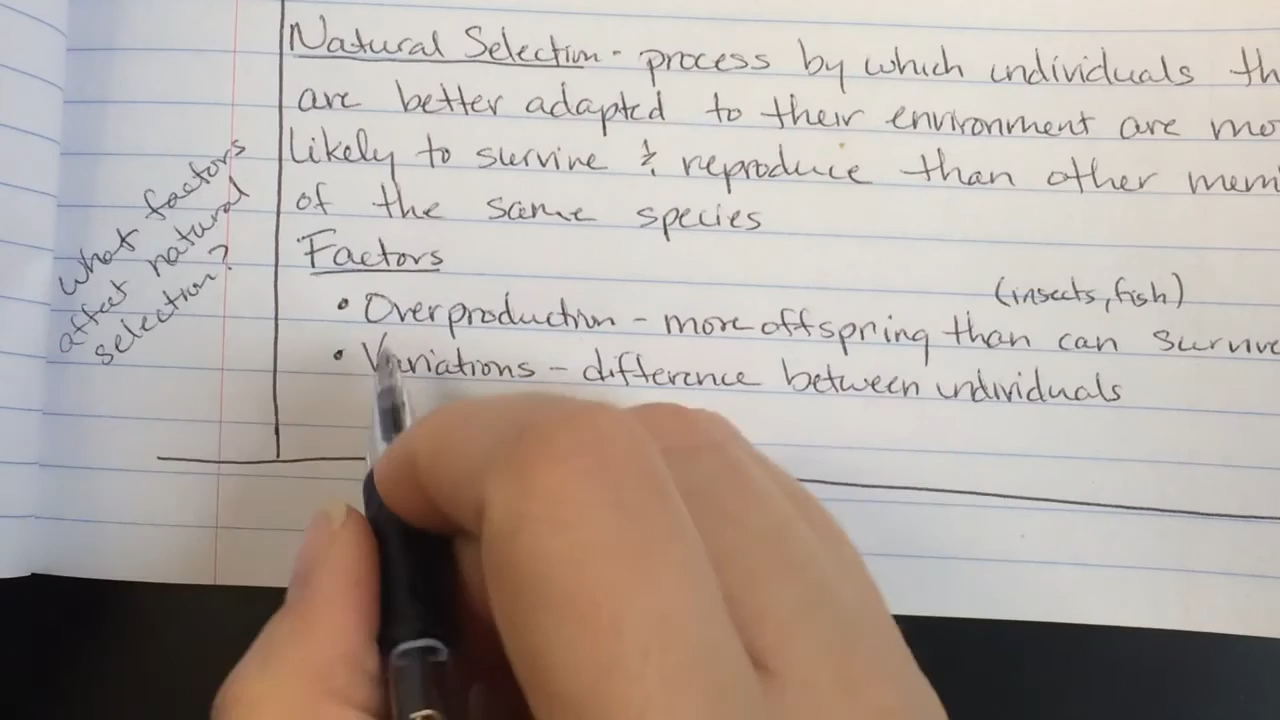 Natural Selection - process by which individuals th
are better adapted to their environment are mo
likely to survive & reproduce than other mem
of the same species
Factors
(insects, fish)
• Overproduction - more offspring than can survive
• Variations - difference between individuals
What factors
affect natural
selection?